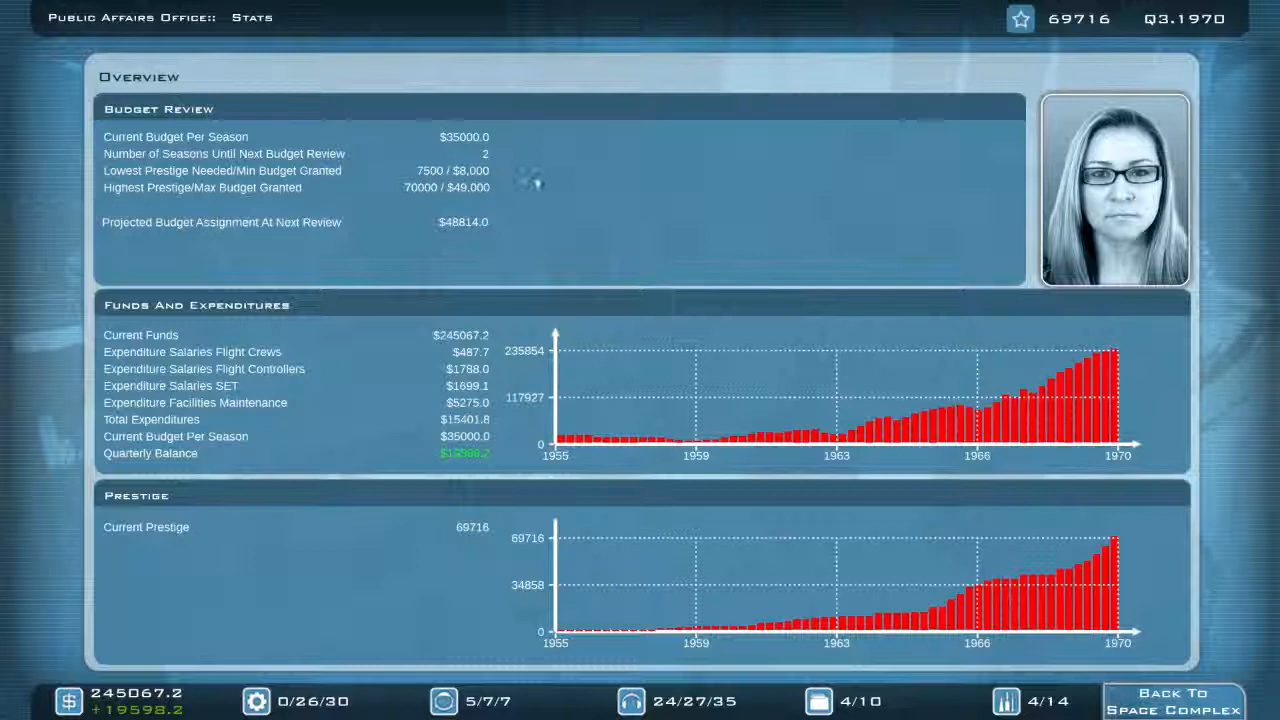 Public Affairs Office:: Stats
69716
Q3.1970
Overview
Budget Review
Current Budget Per Season $35000.0
Number of Seasons Until Next Budget Review 2
Lowest Prestige Needed/Min Budget Granted 7500 / $8,000
Highest Prestige/Max Budget Granted 70000 / $49,000
Projected Budget Assignment At Next Review $48814.0
Funds And Expenditures
Current Funds $245067.2
Expenditure Salaries Flight Crews $487.7
Expenditure Salaries Flight Controllers $1788.0
Expenditure Salaries SET $1699.1
Expenditure Facilities Maintenance $5275.0
Total Expenditures $15401.8
Current Budget Per Season $35000.0
Quarterly Balance
235854
117927
0
1955 1959 1963 1966 1970
Prestige
Current Prestige 69716
69716
34858
0
1955 1959 1963 1966 1970
245067.2
+19598.2
0/26/30
5/7/7
24/27/35
4/10
4/14
Back To
Space Complex